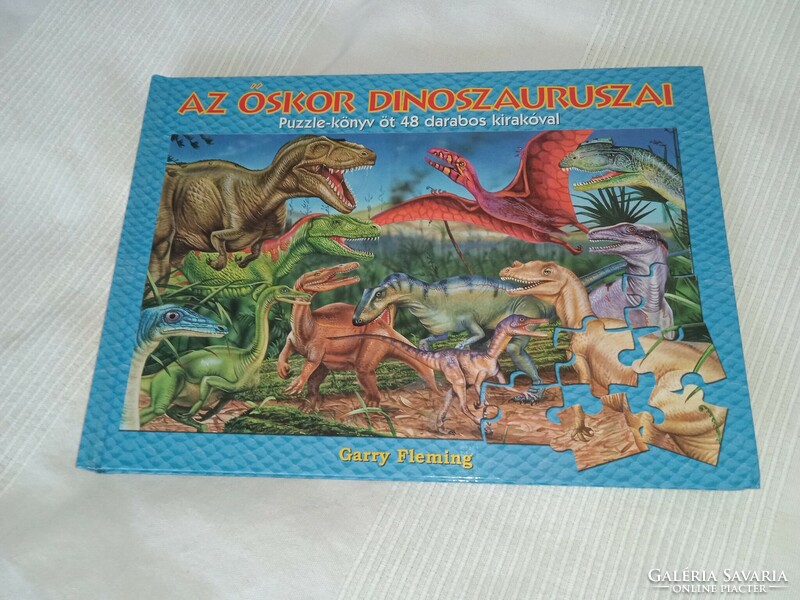 AZ ŐSKOR DINOSZAURUSZAI
Puzzle-könyv öt 48 darabos kirakóval
Garry Fleming
GALÉRIA SAVARIA
ONLINE PIACTÉR